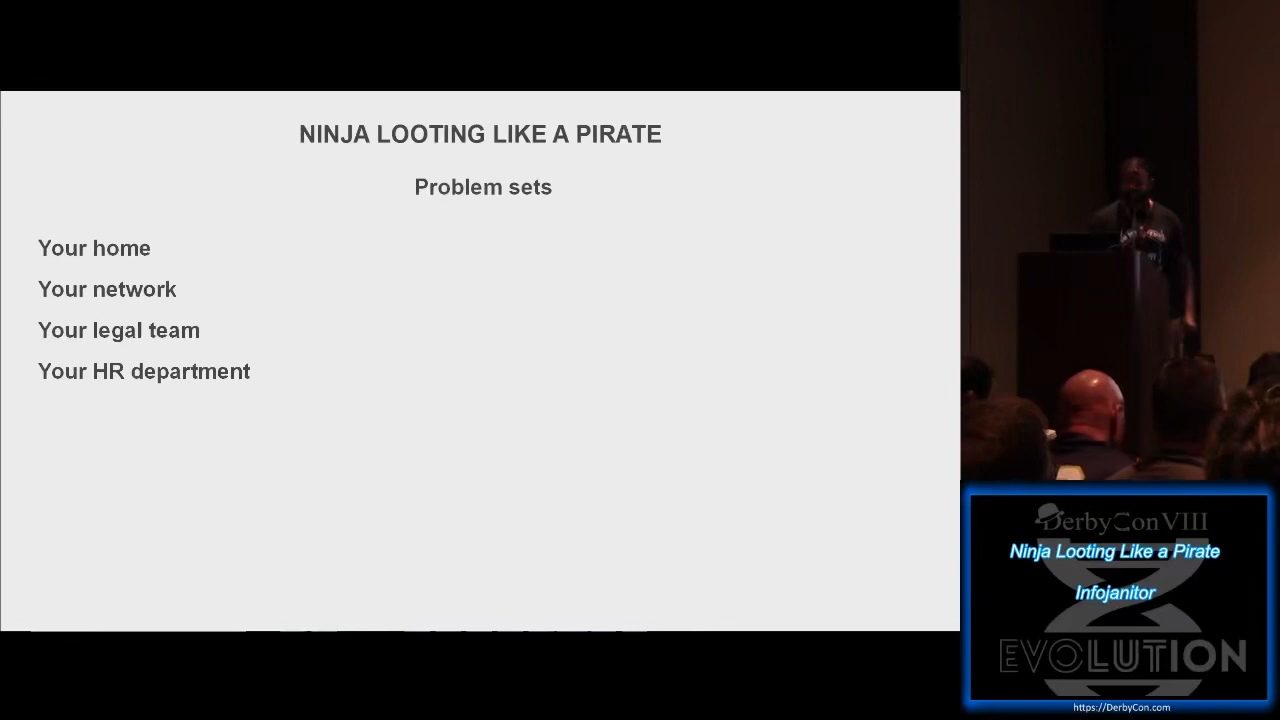 NINJA LOOTING LIKE A PIRATE
Problem sets
Your home
Your network
Your legal team
Your HR department
DerbyCon VIII
Ninja Looting Like a Pirate
Infojanitor
EVOLUTION
https://DerbyCon.com